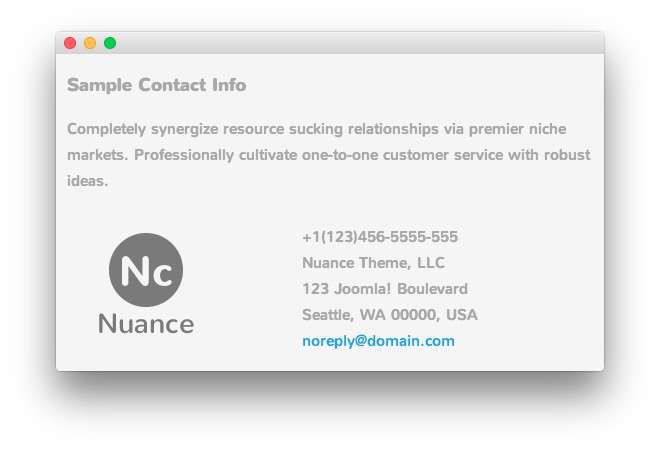 Sample Contact Info
Completely synergize resource sucking relationships via premier niche
markets. Professionally cultivate one-to-one customer service with robust
ideas.
Nc
Nuance
+1(123)456-5555-555
Nuance Theme, LLC
123 Joomla! Boulevard
Seattle, WA 00000, USA
noreply@domain.com